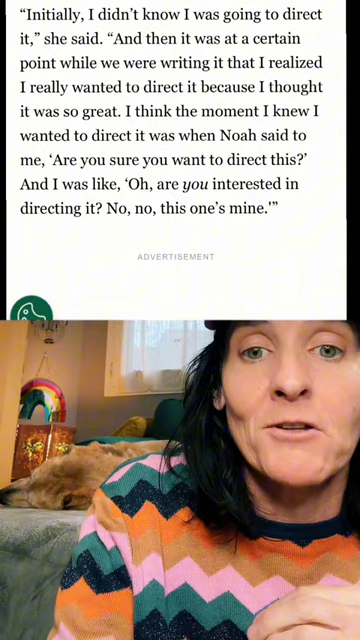 “Initially, I didn’t know I was going to direct
it,” she said. “And then it was at a certain
point while we were writing it that I realized
I really wanted to direct it because I thought
it was so great. I think the moment I knew I
wanted to direct it was when Noah said to
me, ‘Are you sure you want to direct this?’
And I was like, ‘Oh, are you interested in
directing it? No, no, this one’s mine.'”
ADVERTISEMENT